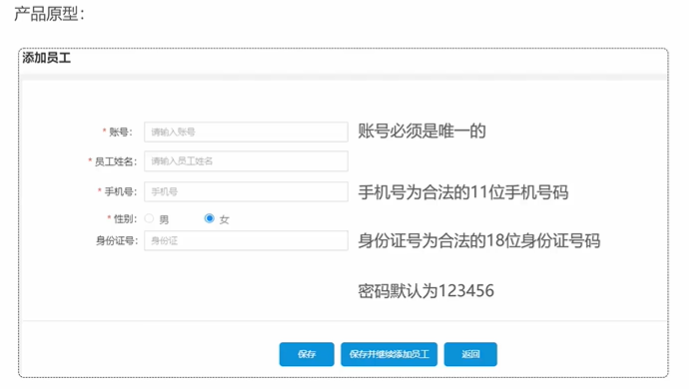 产品原型：
添加员工
* 账号： 请输入账号 账号必须是唯一的
* 员工姓名： 请输入员工姓名
* 手机号： 手机号 手机号为合法的11位手机号码
* 性别： 男 女
身份证号： 身份证 身份证号为合法的18位身份证号码
密码默认为123456
保存 保存并继续添加员工 返回